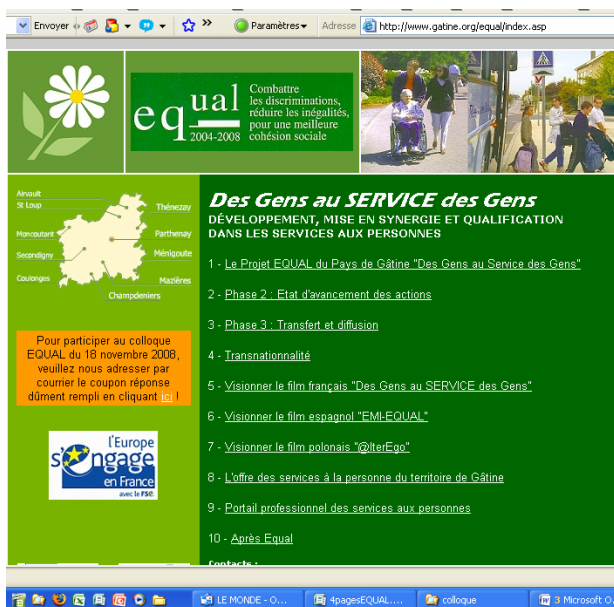 Envoyer
Paramètres
Adresse
http://www.gatine.org/equal/index.asp
equal
2004-2008
Combattre
les discriminations,
réduire les inégalités,
pour une meilleure
cohésion sociale
Airvault
St Loup
Thénezay
Moncoutant
Parthenay
Secondigny
Ménigoute
Coulonges
Mazières
Champdeniers
Pour participer au colloque
EQUAL du 18 novembre 2008,
veuillez nous adresser par
courrier le coupon réponse
dûment rempli en cliquant ici !
l'Europe
s'engage
en France
avec le FSE
Des Gens au SERVICE des Gens
DÉVELOPPEMENT, MISE EN SYNERGIE ET QUALIFICATION
DANS LES SERVICES AUX PERSONNES
1 - Le Projet EQUAL du Pays de Gâtine "Des Gens au Service des Gens"
2 - Phase 2 : Etat d'avancement des actions
3 - Phase 3 : Transfert et diffusion
4 - Transnationnalité
5 - Visionner le film français "Des Gens au SERVICE des Gens"
6 - Visionner le film espagnol "EMI-EQUAL"
7 - Visionner le film polonais "@lterEgo"
8 - L'offre des services à la personne du territoire de Gâtine
9 - Portail professionnel des services aux personnes
10 - Après Equal
Contacts :
LE MONDE - O...
4pagesEQUAL....
colloque
3 Microsoft O